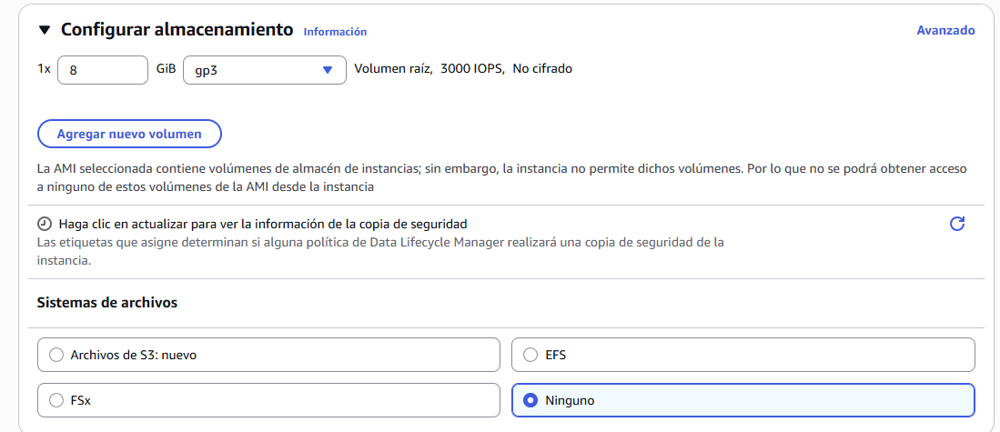 Configurar almacenamiento Información Avanzado
1x 8 GiB gp3 Volumen raíz, 3000 IOPS, No cifrado
Agregar nuevo volumen
La AMI seleccionada contiene volúmenes de almacén de instancias; sin embargo, la instancia no permite dichos volúmenes. Por lo que no se podrá obtener acceso
a ninguno de estos volúmenes de la AMI desde la instancia
Haga clic en actualizar para ver la información de la copia de seguridad
Las etiquetas que asigne determinan si alguna política de Data Lifecycle Manager realizará una copia de seguridad de la
instancia.
Sistemas de archivos
Archivos de S3: nuevo EFS
FSx Ninguno